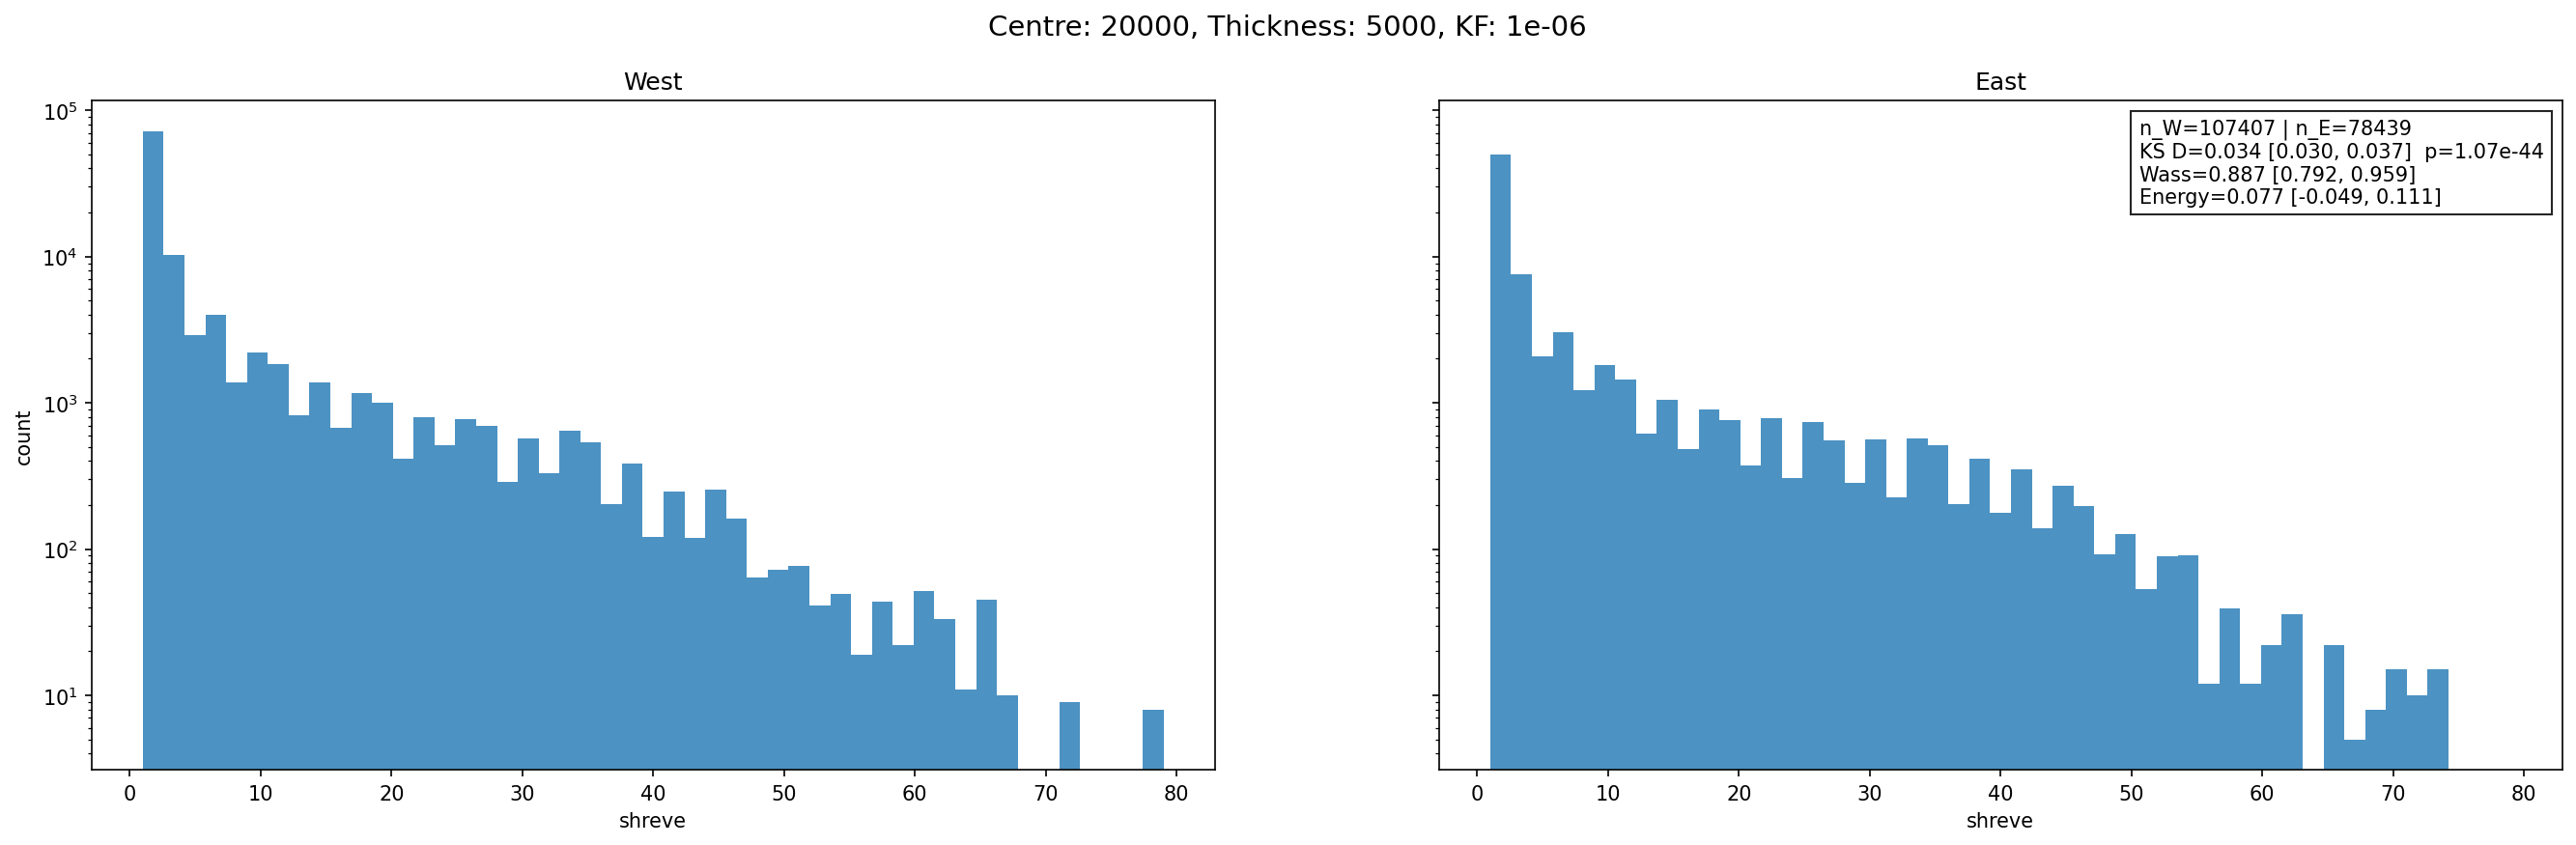 Centre: 20000, Thickness: 5000, KF: 1e-06
West
10⁵
10⁴
10³
10²
10¹
count
0 10 20 30 40 50 60 70 80
shreve
East
n_W=107407 | n_E=78439
KS D=0.034 [0.030, 0.037]  p=1.07e-44
Wass=0.887 [0.792, 0.959]
Energy=0.077 [-0.049, 0.111]
0 10 20 30 40 50 60 70 80
shreve